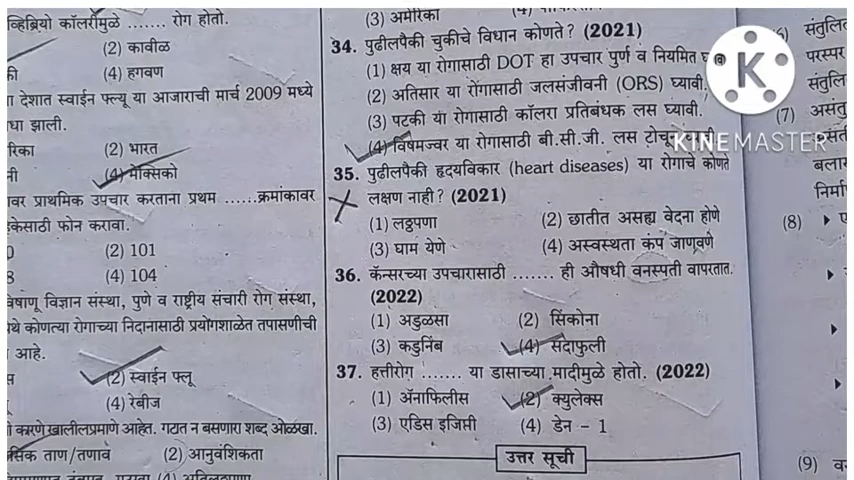 व्हिब्रियो कॉलरीमुळे ....... रोग होतो.
(2) कावीळ
(4) हगवण
देशात स्वाईन फ्ल्यू या आजाराची मार्च 2009 मध्ये
धा झाली.
रिका
(2) भारत
(4) मेक्सिको
वर प्राथमिक उपचार करताना प्रथम ......क्रमांकावर
केसाठी फोन करावा.
(2) 101
(4) 104
विषाणू विज्ञान संस्था, पुणे व राष्ट्रीय संचारी रोग संस्था,
थे कोणत्या रोगाच्या निदानासाठी प्रयोगशाळेत तपासणीची
आहे.
(2) स्वाईन फ्लू
(4) रेबीज
कारणे खालीलप्रमाणे आहेत. गटात न बसणारा शब्द ओळखा.
सिक ताण/तणाव (2) आनुवंशिकता
(3) अमेरिका
34. पुढीलपैकी चुकीचे विधान कोणते? (2021)
(1) क्षय या रोगासाठी DOT हा उपचार पुर्ण व नियमित
(2) अतिसार या रोगासाठी जलसंजीवनी (ORS) घ्यावी.
(3) पटकी या रोगासाठी कॉलरा प्रतिबंधक लस घ्यावी.
(4) विषमज्वर या रोगासाठी बी.सी.जी. लस टोचून
35. पुढीलपैकी हृदयविकार (heart diseases) या रोगाचे कोणते
लक्षण नाही? (2021)
(1) लठ्ठपणा (2) छातीत असह्य वेदना होणे
(3) घाम येणे (4) अस्वस्थता कंप जाणवणे
36. कॅन्सरच्या उपचारासाठी ....... ही औषधी वनस्पती वापरतात.
(2022)
(1) अडुळसा (2) सिंकोना
(3) कडुनिंब (4) सदाफुली
37. हत्तीरोग ....... या डासाच्या मादीमुळे होतो. (2022)
(1) ॲनाफिलीस (2) क्युलेक्स
(3) एडिस इजिप्ती (4) डेन - 1
उत्तर सूची
K
KINEMASTER
संतुलित
परस्पर
संतुलि
(7) असंतु
बलास
निर्मा
(8)
(9)